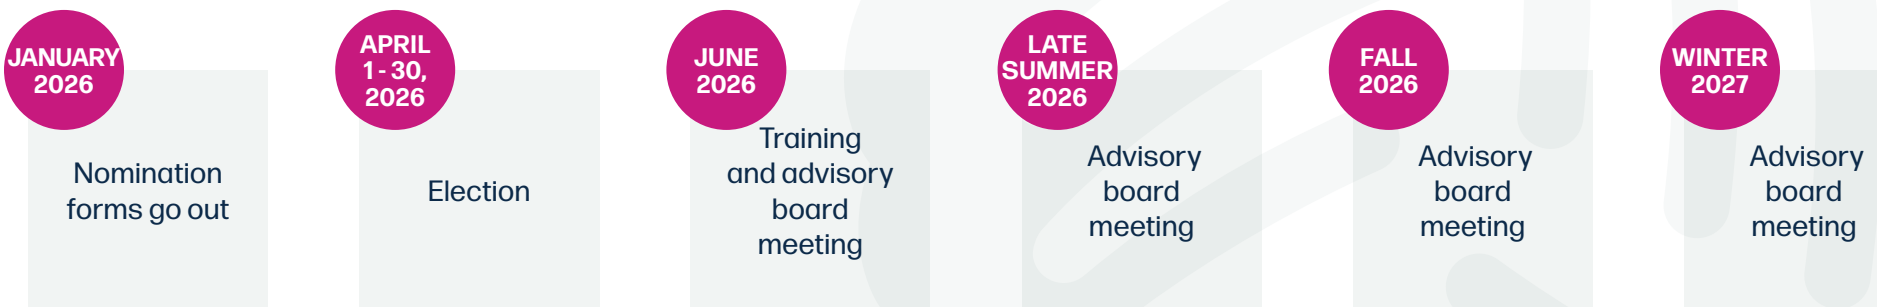 JANUARY
2026
Nomination
forms go out
APRIL
1 - 30,
2026
Election
JUNE
2026
Training
and advisory
board
meeting
LATE
SUMMER
2026
Advisory
board
meeting
FALL
2026
Advisory
board
meeting
WINTER
2027
Advisory
board
meeting